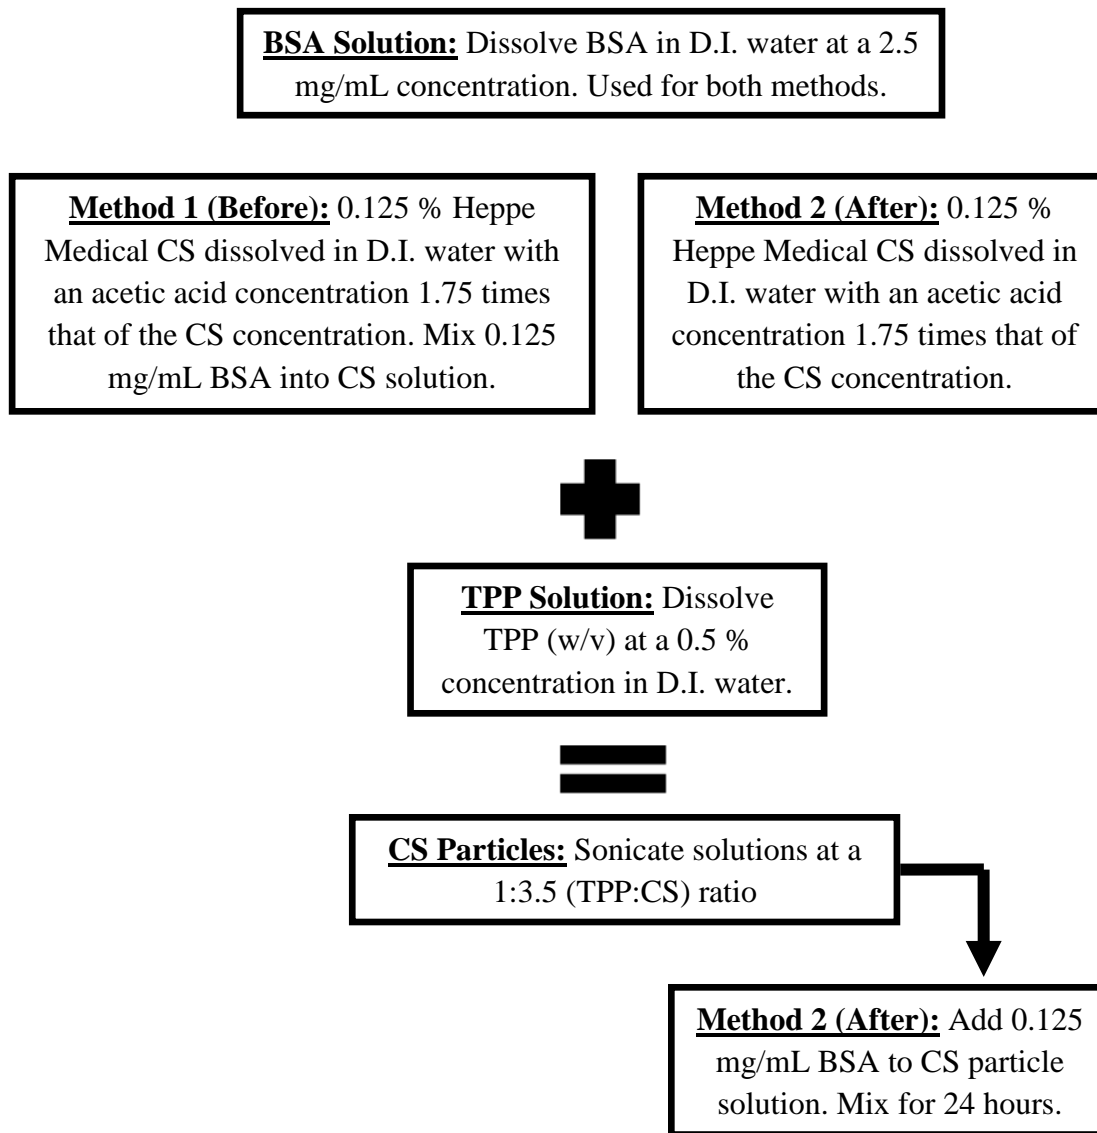 BSA Solution: Dissolve BSA in D.I. water at a 2.5
mg/mL concentration. Used for both methods.
Method 1 (Before): 0.125 % Heppe
Medical CS dissolved in D.I. water with
an acetic acid concentration 1.75 times
that of the CS concentration. Mix 0.125
mg/mL BSA into CS solution.
Method 2 (After): 0.125 %
Heppe Medical CS dissolved in
D.I. water with an acetic acid
concentration 1.75 times that of
the CS concentration.
TPP Solution: Dissolve
TPP (w/v) at a 0.5 %
concentration in D.I. water.
CS Particles: Sonicate solutions at a
1:3.5 (TPP:CS) ratio
Method 2 (After): Add 0.125
mg/mL BSA to CS particle
solution. Mix for 24 hours.